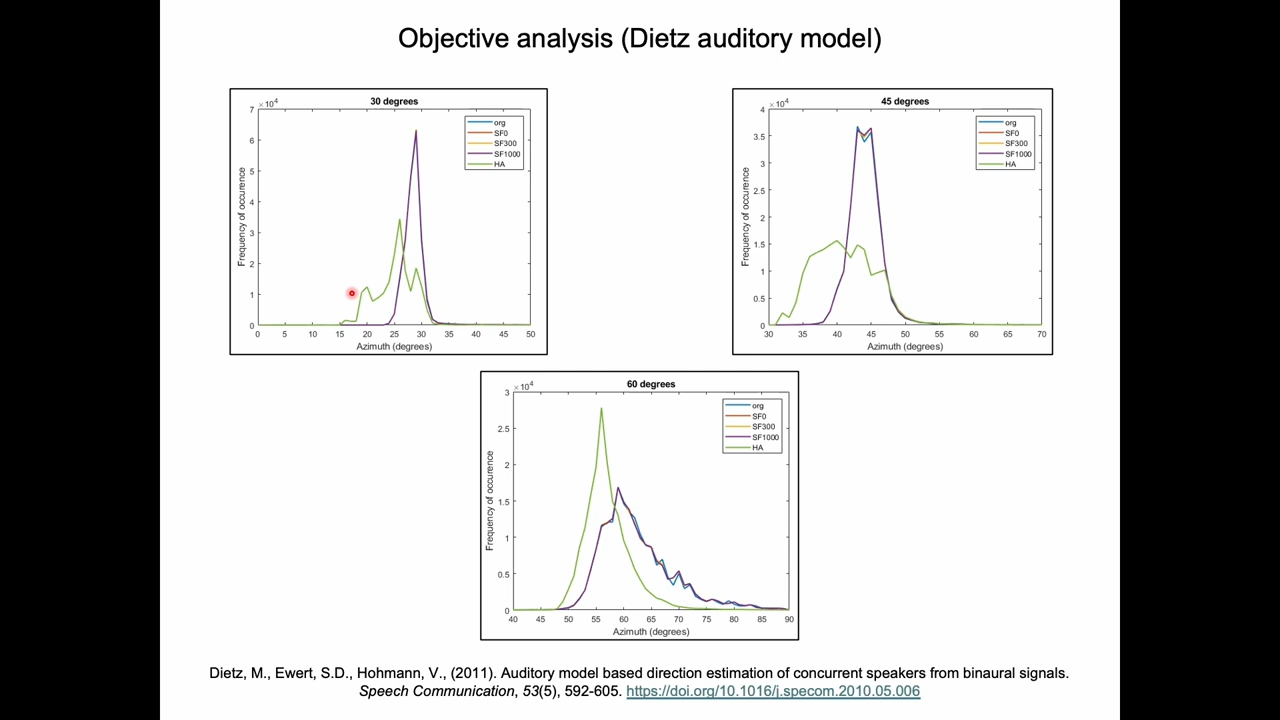 Objective analysis (Dietz auditory model)
30 degrees
×10⁴
7
6
5
4
3
2
1
0
Frequency of occurence
org
SF0
SF300
SF1000
HA
0 5 10 15 20 25 30 35 40 45 50
Azimuth (degrees)
45 degrees
×10⁴
4
3.5
3
2.5
2
1.5
1
0.5
0
Frequency of occurence
org
SF0
SF300
SF1000
HA
30 35 40 45 50 55 60 65 70
Azimuth (degrees)
60 degrees
×10⁴
3
2.5
2
1.5
1
0.5
0
Frequency of occurence
org
SF0
SF300
SF1000
HA
40 45 50 55 60 65 70 75 80 85 90
Azimuth (degrees)
Dietz, M., Ewert, S.D., Hohmann, V., (2011). Auditory model based direction estimation of concurrent speakers from binaural signals.
Speech Communication, 53(5), 592-605. https://doi.org/10.1016/j.specom.2010.05.006